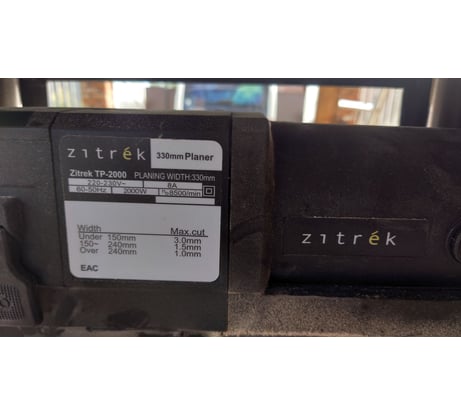 zıtrék 330mm Planer
Zitrek TP-2000 PLANING WIDTH:330mm
220-230V~ 8A
60-50Hz 2000W n₀8500/min
Width Max.cut
Under 150mm 3.0mm
150~ 240mm 1.5mm
Over 240mm 1.0mm
EAC
zıtrék